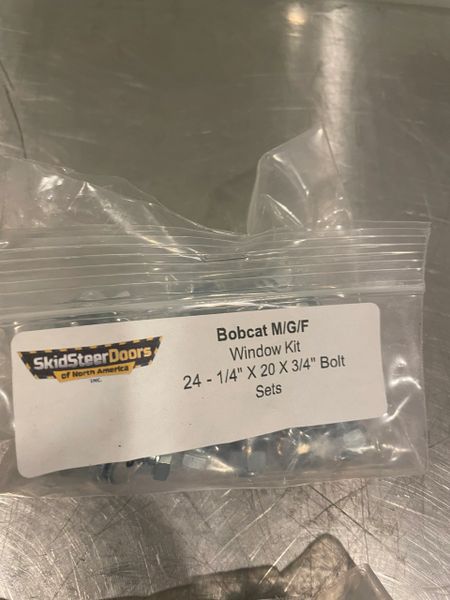 SkidSteerDoors
of North America
INC.
Bobcat M/G/F
Window Kit
24 - 1/4" X 20 X 3/4" Bolt
Sets